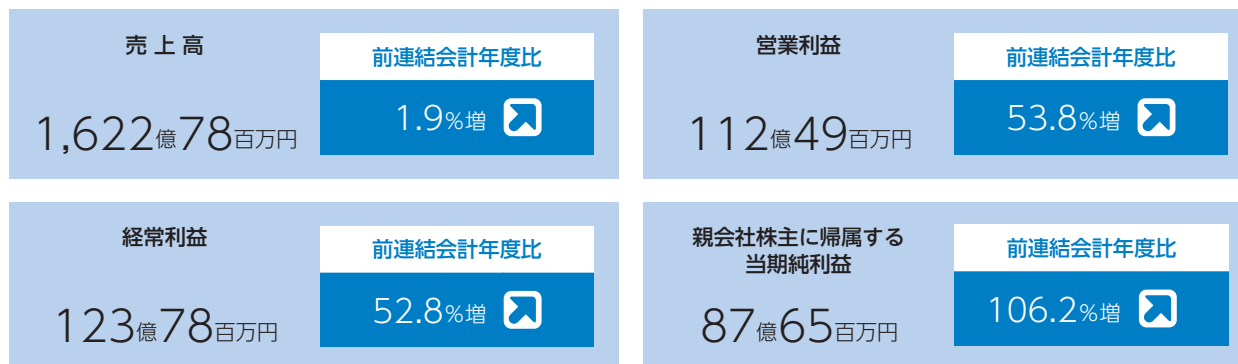 売上高
前連結会計年度比
1,622億78百万円
1.9%増
営業利益
前連結会計年度比
112億49百万円
53.8%増
経常利益
前連結会計年度比
123億78百万円
52.8%増
親会社株主に帰属する
当期純利益
前連結会計年度比
87億65百万円
106.2%増